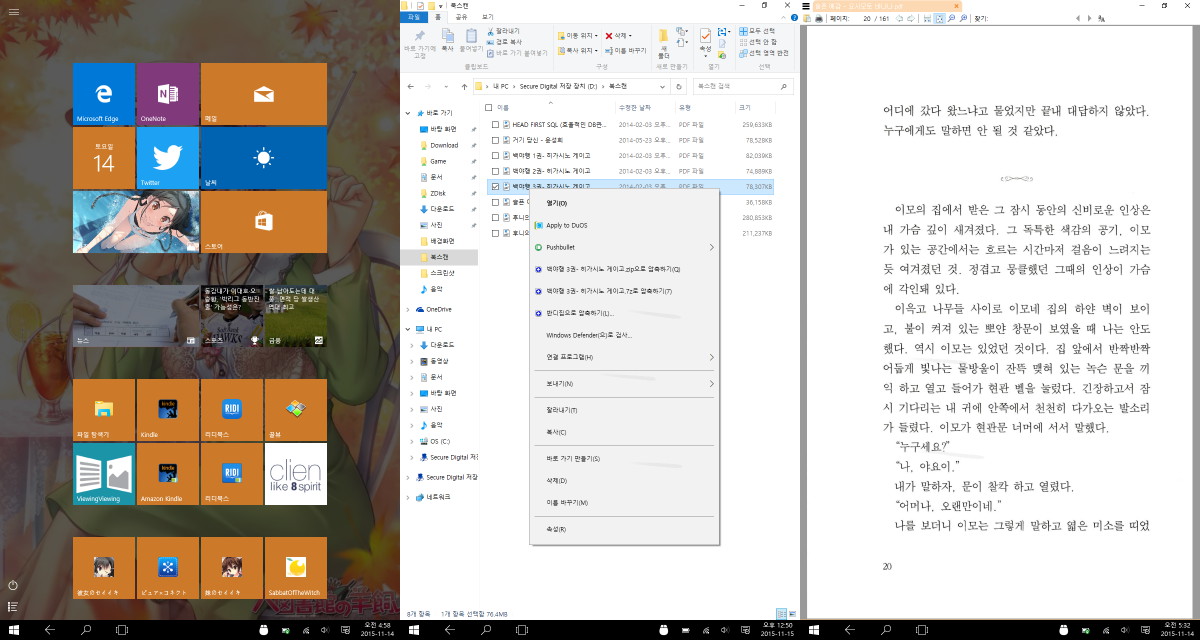 Microsoft Edge
OneNote
메일
토요일
14
Twitter
날씨
스토어
뉴스
스포츠
금융
파일 탐색기
Kindle
RIDI
리디북스
꿀뷰
ViewingViewing
Amazon Kindle
RIDI
리디북스
clien
like 8 spirit
彼女のセイイキ
ピュア×コネクト
妹のセイイキ
SabbatOfTheWitch
오전 4:58
2015-11-14
북스캔
파일
홈
공유
보기
잘라내기
경로 복사
바로 가기 붙여넣기
복사
붙여넣기
클립보드
이동 위치
복사 위치
삭제
이름 바꾸기
구성
새 폴더
새로 만들기
속성
열기
모두 선택
선택 안 함
선택 영역 반전
선택
내 PC
Secure Digital 저장 장치 (D:)
북스캔
북스캔 검색
이름
수정한 날짜
유형
크기
HEAD FIRST SQL (효율적인 DB관...
2014-02-03 오후...
PDF 파일
259,633KB
거기 당신 - 윤성희
2014-05-23 오후...
PDF 파일
78,528KB
백야행 1권- 히가시노 게이고
2014-02-03 오후...
PDF 파일
82,039KB
백야행 2권- 히가시노 게이고
2014-02-03 오후...
PDF 파일
74,889KB
백야행 3권- 히가시노 게이고
2014-02-03 오후...
PDF 파일
78,307KB
36,158KB
280,853KB
211,237KB
바로 가기
바탕 화면
Download
Game
문서
ZDisk
다운로드
사진
배경화면
북스캔
스크린샷
음악
OneDrive
내 PC
다운로드
동영상
문서
바탕 화면
사진
음악
OS (C:)
Secure Digital 저장
Secure Digital 저장
네트워크
열기(O)
Apply to DuOS
Pushbullet
백야행 3권- 히가시노 게이고.zip으로 압축하기(Q)
백야행 3권- 히가시노 게이고.7z로 압축하기(7)
반디집으로 압축하기(L)...
Windows Defender(으)로 검사...
연결 프로그램(H)
보내기(N)
잘라내기(T)
복사(C)
바로 가기 만들기(S)
삭제(D)
이름 바꾸기(M)
속성(R)
8개 항목
1개 항목 선택함 76.4MB
오후 12:50
2015-11-15
페이지:
20 / 161
찾기:
어디에 갔다 왔느냐고 물었지만 끝내 대답하지 않았다.
누구에게도 말하면 안 될 것 같았다.
이모의 집에서 받은 그 잠시 동안의 신비로운 인상은
내 가슴 깊이 새겨졌다. 그 독특한 색감의 공기, 이모
가 있는 공간에서는 흐르는 시간마저 걸음이 느려지는
듯 여겨졌던 것. 정겹고 뭉클했던 그때의 인상이 가슴
에 각인돼 있다.
이윽고 나무들 사이로 이모네 집의 하얀 벽이 보이
고, 불이 켜져 있는 뽀얀 창문이 보였을 때 나는 안도
했다. 역시 이모는 있었던 것이다. 집 앞에서 반짝반짝
어둡게 빛나는 물방울이 잔뜩 맺혀 있는 녹슨 문을 끼
익 하고 열고 들어가 현관 벨을 눌렀다. 긴장하고서 잠
시 기다리는 내 귀에 안쪽에서 천천히 다가오는 발소리
가 들렸다. 이모가 현관문 너머에 서서 말했다.
“누구세요?”
“나, 야요이.”
내가 말하자, 문이 찰칵 하고 열렸다.
“어머나, 오랜만이네.”
나를 보더니 이모는 그렇게 말하고 엷은 미소를 띠었
20
오전 5:32
2015-11-14